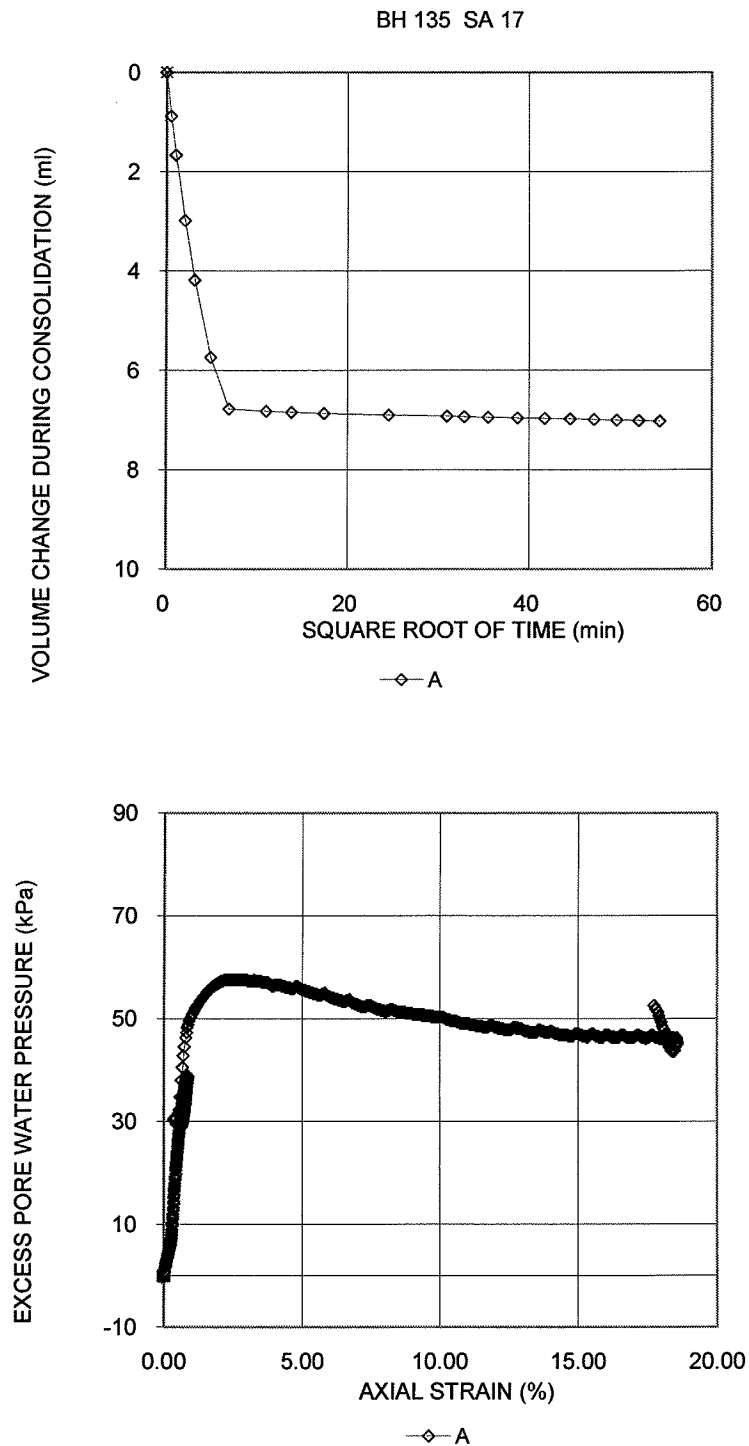 BH 135 SA 17
VOLUME CHANGE DURING CONSOLIDATION (ml)
0
2
4
6
8
10
0 20 40 60
SQUARE ROOT OF TIME (min)
A
EXCESS PORE WATER PRESSURE (kPa)
90
70
50
30
10
-10
0.00 5.00 10.00 15.00 20.00
AXIAL STRAIN (%)
A